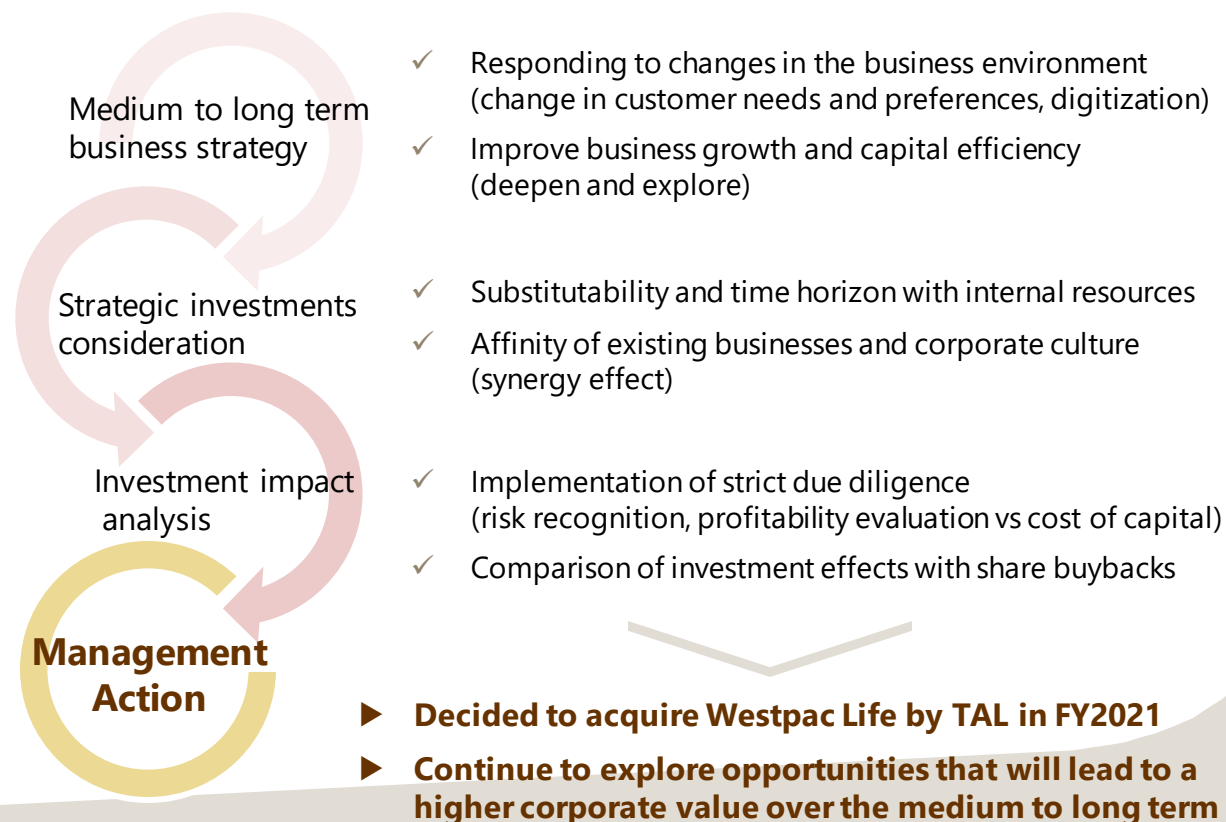 Medium to long term
business strategy
✓ Responding to changes in the business environment
(change in customer needs and preferences, digitization)
✓ Improve business growth and capital efficiency
(deepen and explore)
Strategic investments
consideration
✓ Substitutability and time horizon with internal resources
✓ Affinity of existing businesses and corporate culture
(synergy effect)
Investment impact
analysis
✓ Implementation of strict due diligence
(risk recognition, profitability evaluation vs cost of capital)
✓ Comparison of investment effects with share buybacks
Management
Action
▶ Decided to acquire Westpac Life by TAL in FY2021
▶ Continue to explore opportunities that will lead to a
higher corporate value over the medium to long term